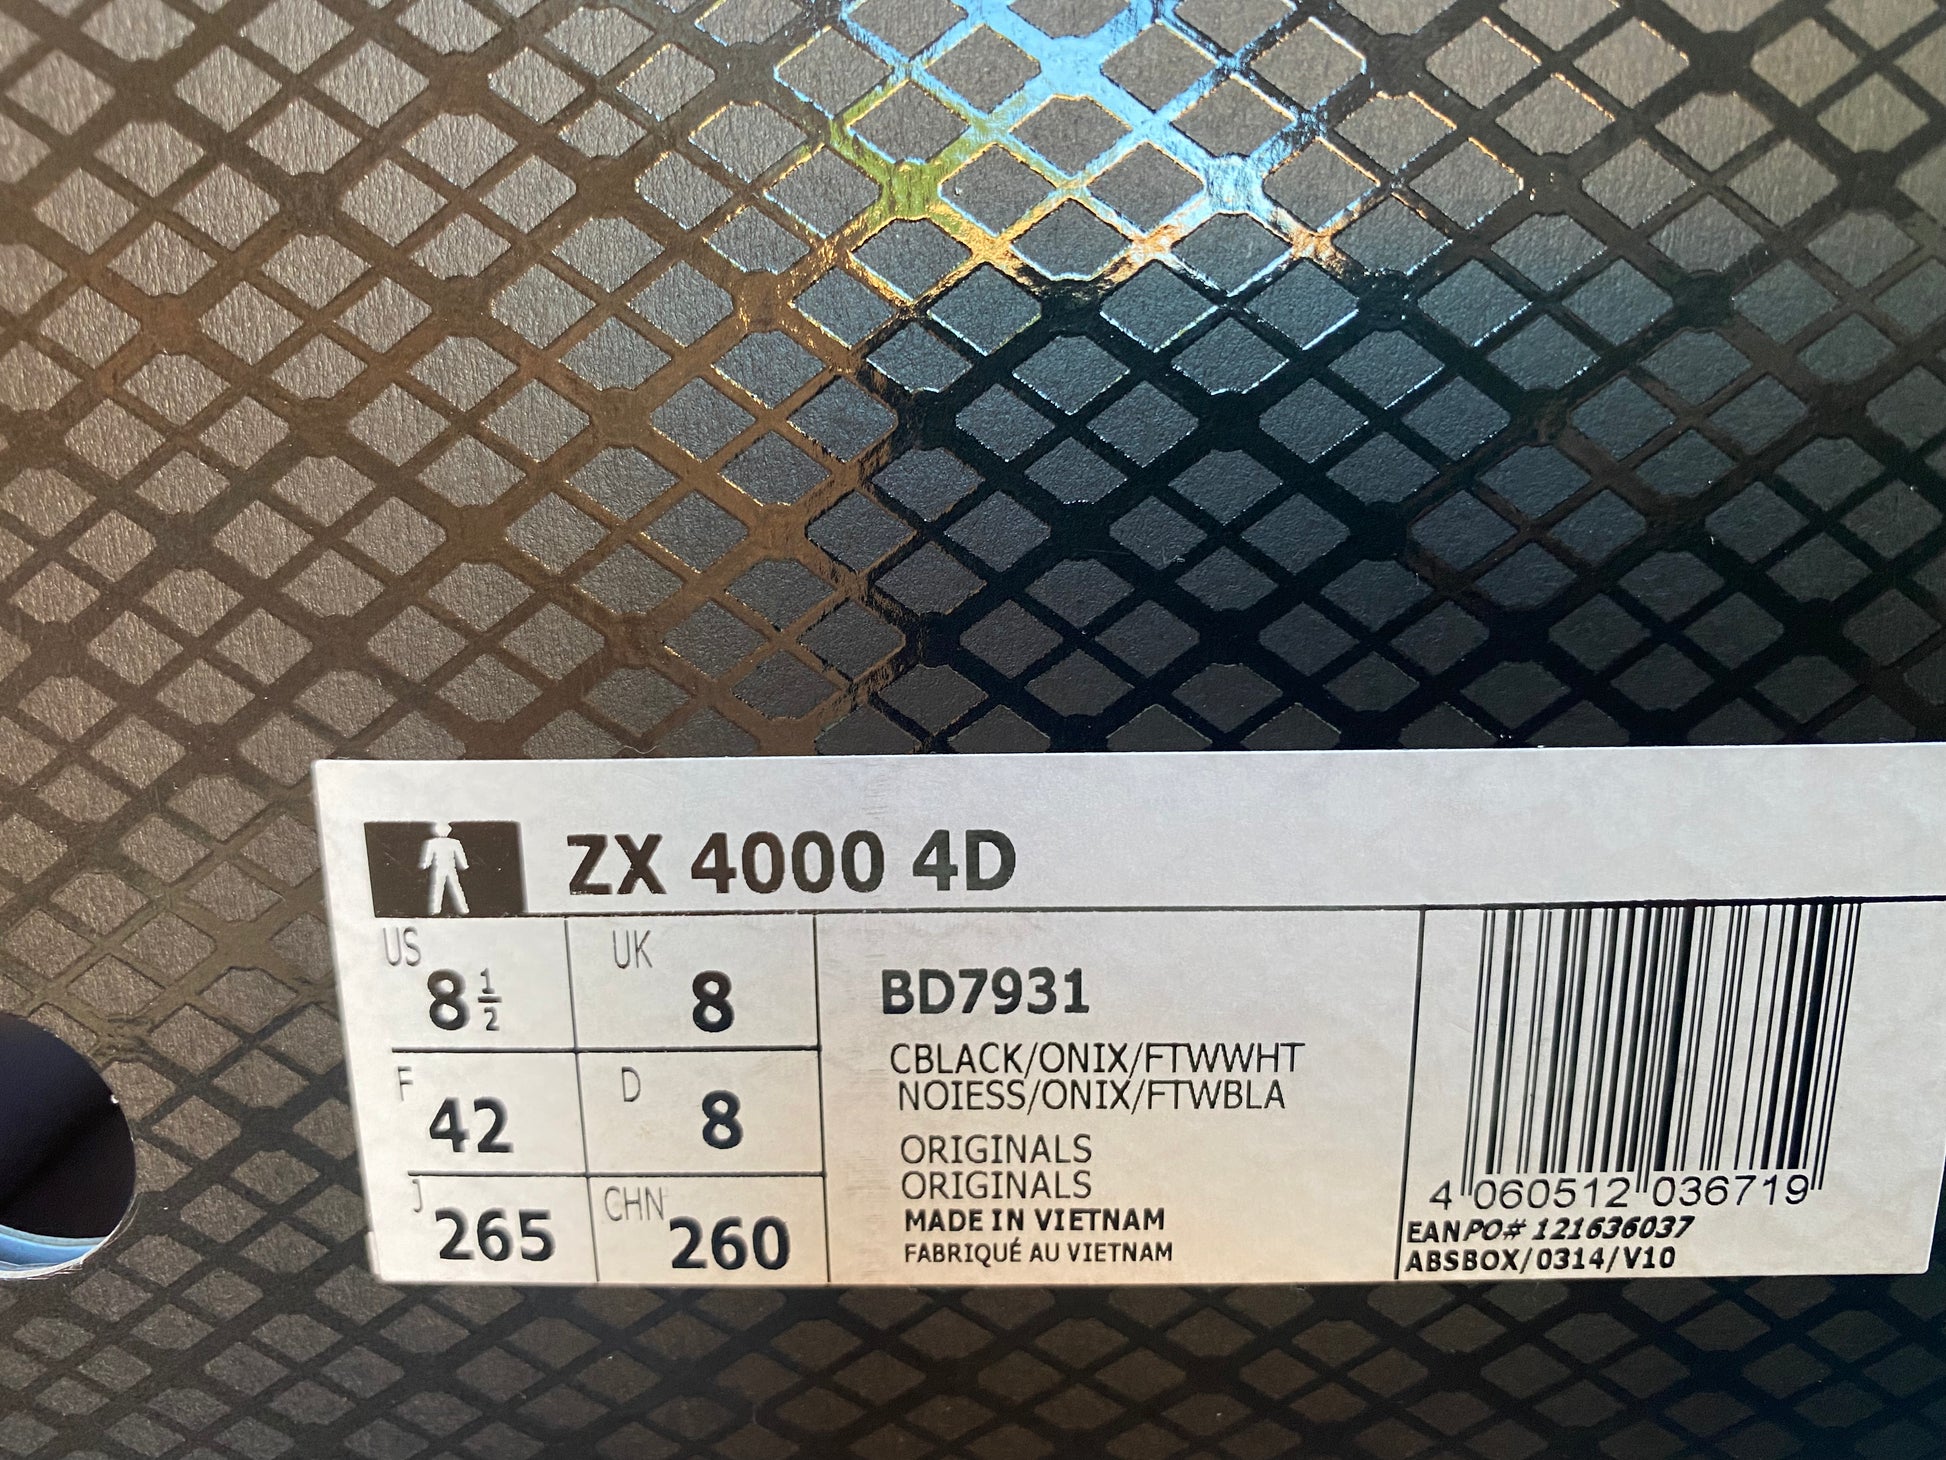 ZX 4000 4D
US 8 1/2 UK 8
F 42 D 8
J 265 CHN 260
BD7931
CBLACK/ONIX/FTWWHT
NOIESS/ONIX/FTWBLA
ORIGINALS
ORIGINALS
MADE IN VIETNAM
FABRIQUÉ AU VIETNAM
4 060512 036719
EAN PO# 121636037
ABSBOX/0314/V10